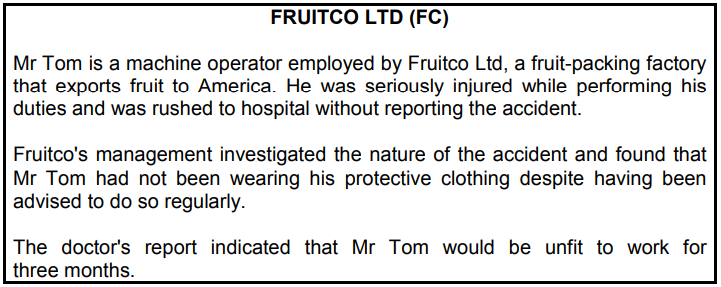 FRUITCO LTD (FC)
Mr Tom is a machine operator employed by Fruitco Ltd, a fruit-packing factory
that exports fruit to America. He was seriously injured while performing his
duties and was rushed to hospital without reporting the accident.
Fruitco's management investigated the nature of the accident and found that
Mr Tom had not been wearing his protective clothing despite having been
advised to do so regularly.
The doctor's report indicated that Mr Tom would be unfit to work for
three months.